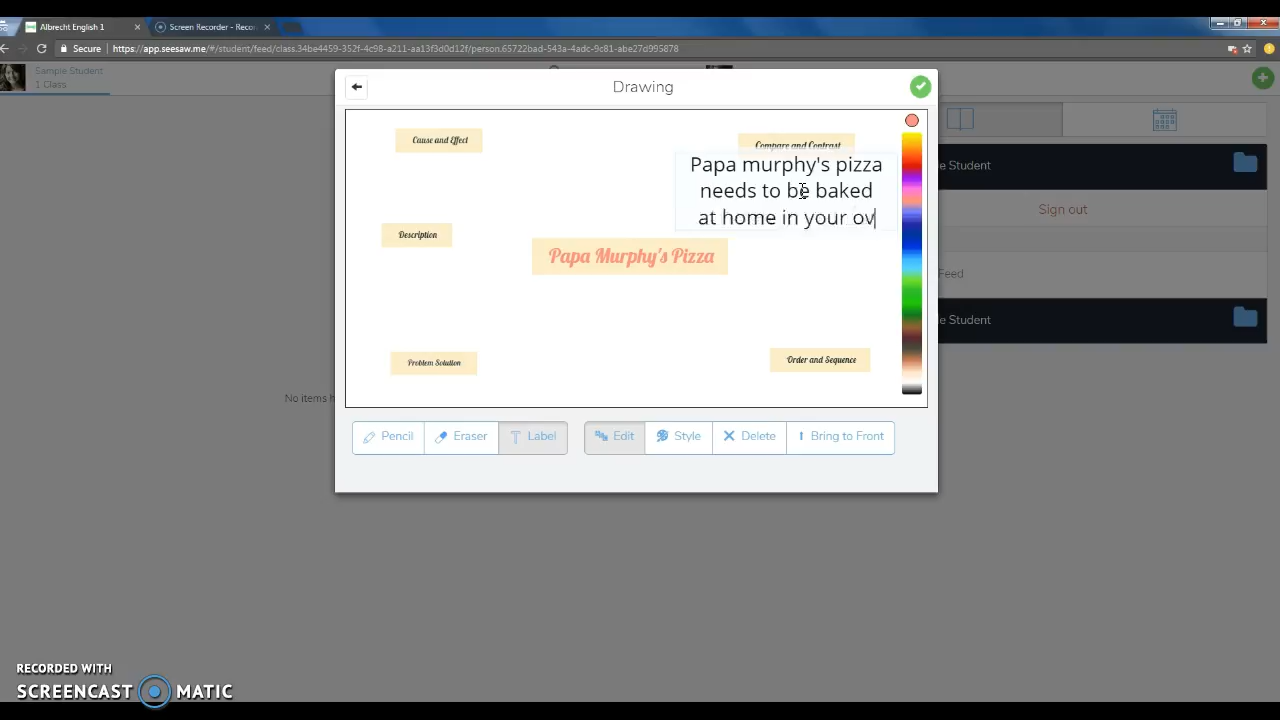 Albrecht English 1
Screen Recorder - Reco
Secure
https://app.seesaw.me/#/student/feed/class.34be4459-352f-4c98-a211-aa13f3d0d12f/person.65722bad-543a-4adc-9c81-abe27d995878
Sample Student
1 Class
Drawing
Cause and Effect
Compare and Contrast
Papa murphy's pizza
needs to be baked
at home in your ov
Description
Papa Murphy's Pizza
Problem Solution
Order and Sequence
e Student
Sign out
Feed
e Student
No items h
Pencil
Eraser
Label
Edit
Style
Delete
Bring to Front
RECORDED WITH
SCREENCAST MATIC